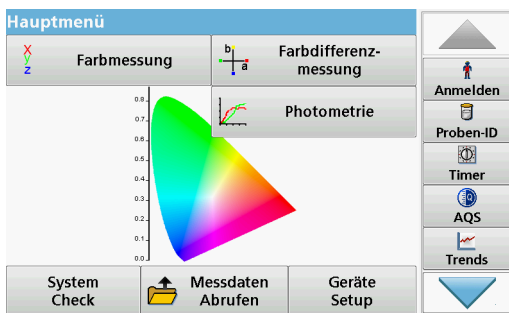 Hauptmenü
x
y
z
Farbmessung
b
a
Farbdifferenz-
messung
Photometrie
0.8
0.7
0.6
0.5
0.4
0.3
0.2
0.1
0.0
System
Check
Messdaten
Abrufen
Geräte
Setup
Anmelden
Proben-ID
Timer
AQS
Trends